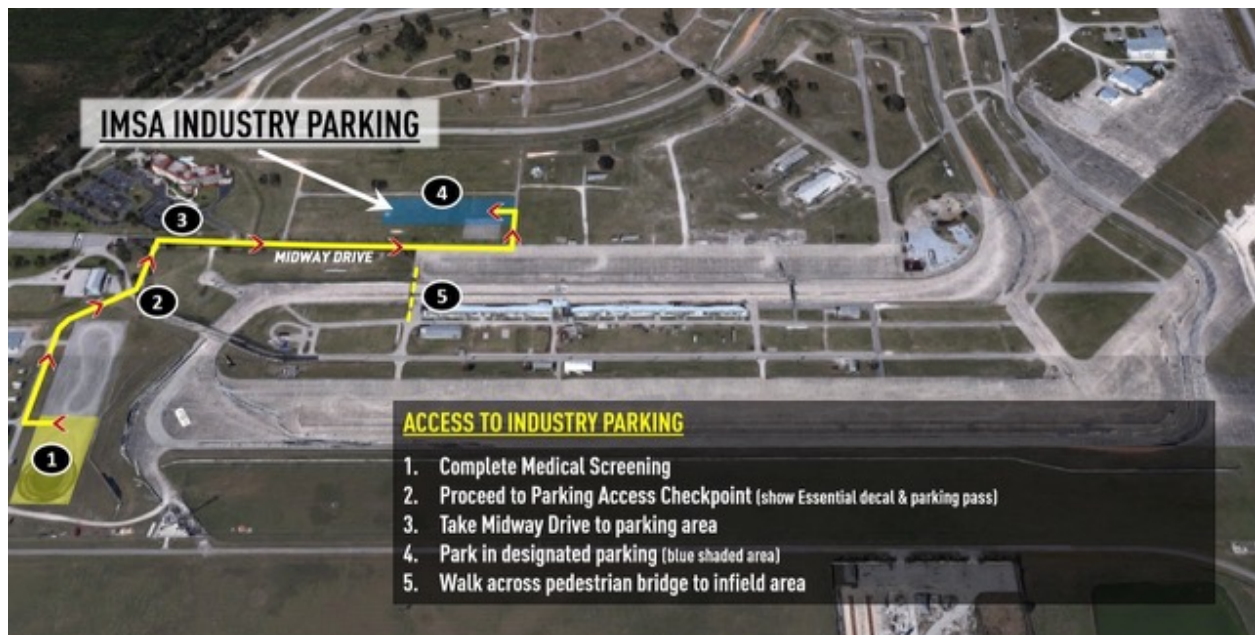 IMSA INDUSTRY PARKING
4
3
MIDWAY DRIVE
5
2
1
ACCESS TO INDUSTRY PARKING
1. Complete Medical Screening
2. Proceed to Parking Access Checkpoint (show Essential decal & parking pass)
3. Take Midway Drive to parking area
4. Park in designated parking (blue shaded area)
5. Walk across pedestrian bridge to infield area